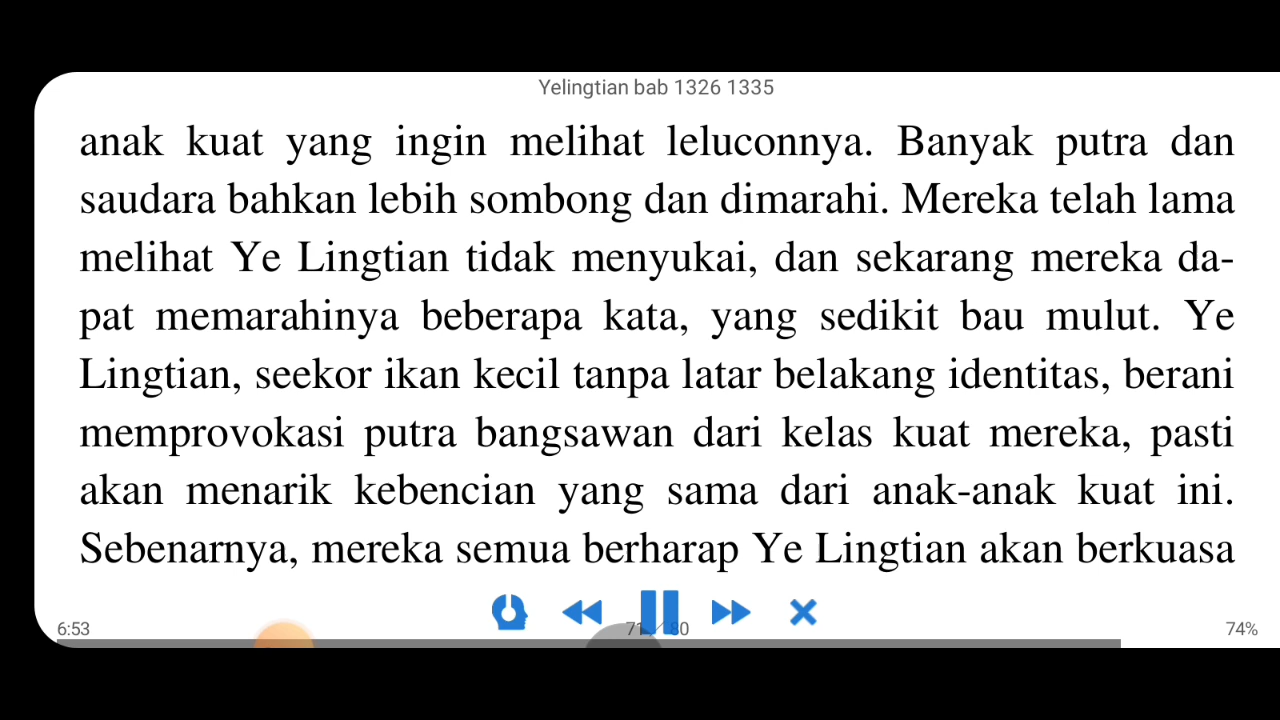 Yelingtian bab 1326 1335
anak kuat yang ingin melihat leluconnya. Banyak putra dan
saudara bahkan lebih sombong dan dimarahi. Mereka telah lama
melihat Ye Lingtian tidak menyukai, dan sekarang mereka da-
pat memarahinya beberapa kata, yang sedikit bau mulut. Ye
Lingtian, seekor ikan kecil tanpa latar belakang identitas, berani
memprovokasi putra bangsawan dari kelas kuat mereka, pasti
akan menarik kebencian yang sama dari anak-anak kuat ini.
Sebenarnya, mereka semua berharap Ye Lingtian akan berkuasa
6:53
74%